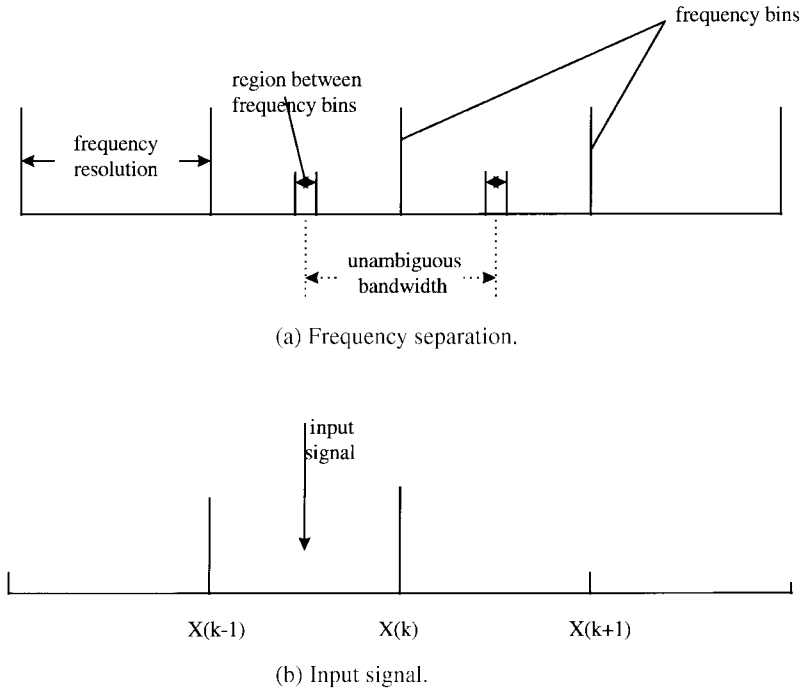 frequency bins
region between
frequency bins
frequency
resolution
unambiguous
bandwidth
(a) Frequency separation.
input
signal
X(k-1)
X(k)
X(k+1)
(b) Input signal.